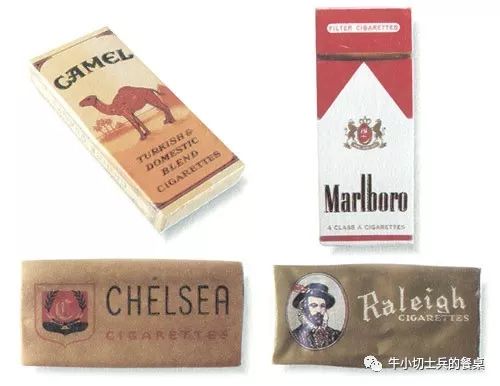 CAMEL
TURKISH &
DOMESTIC
BLEND
CIGARETTES
FILTER CIGARETTES
Marlboro
4 CLASS A CIGARETTES
C
CHELSEA
CIGARETTES
Raleigh
CIGARETTES
牛小切士兵的餐桌